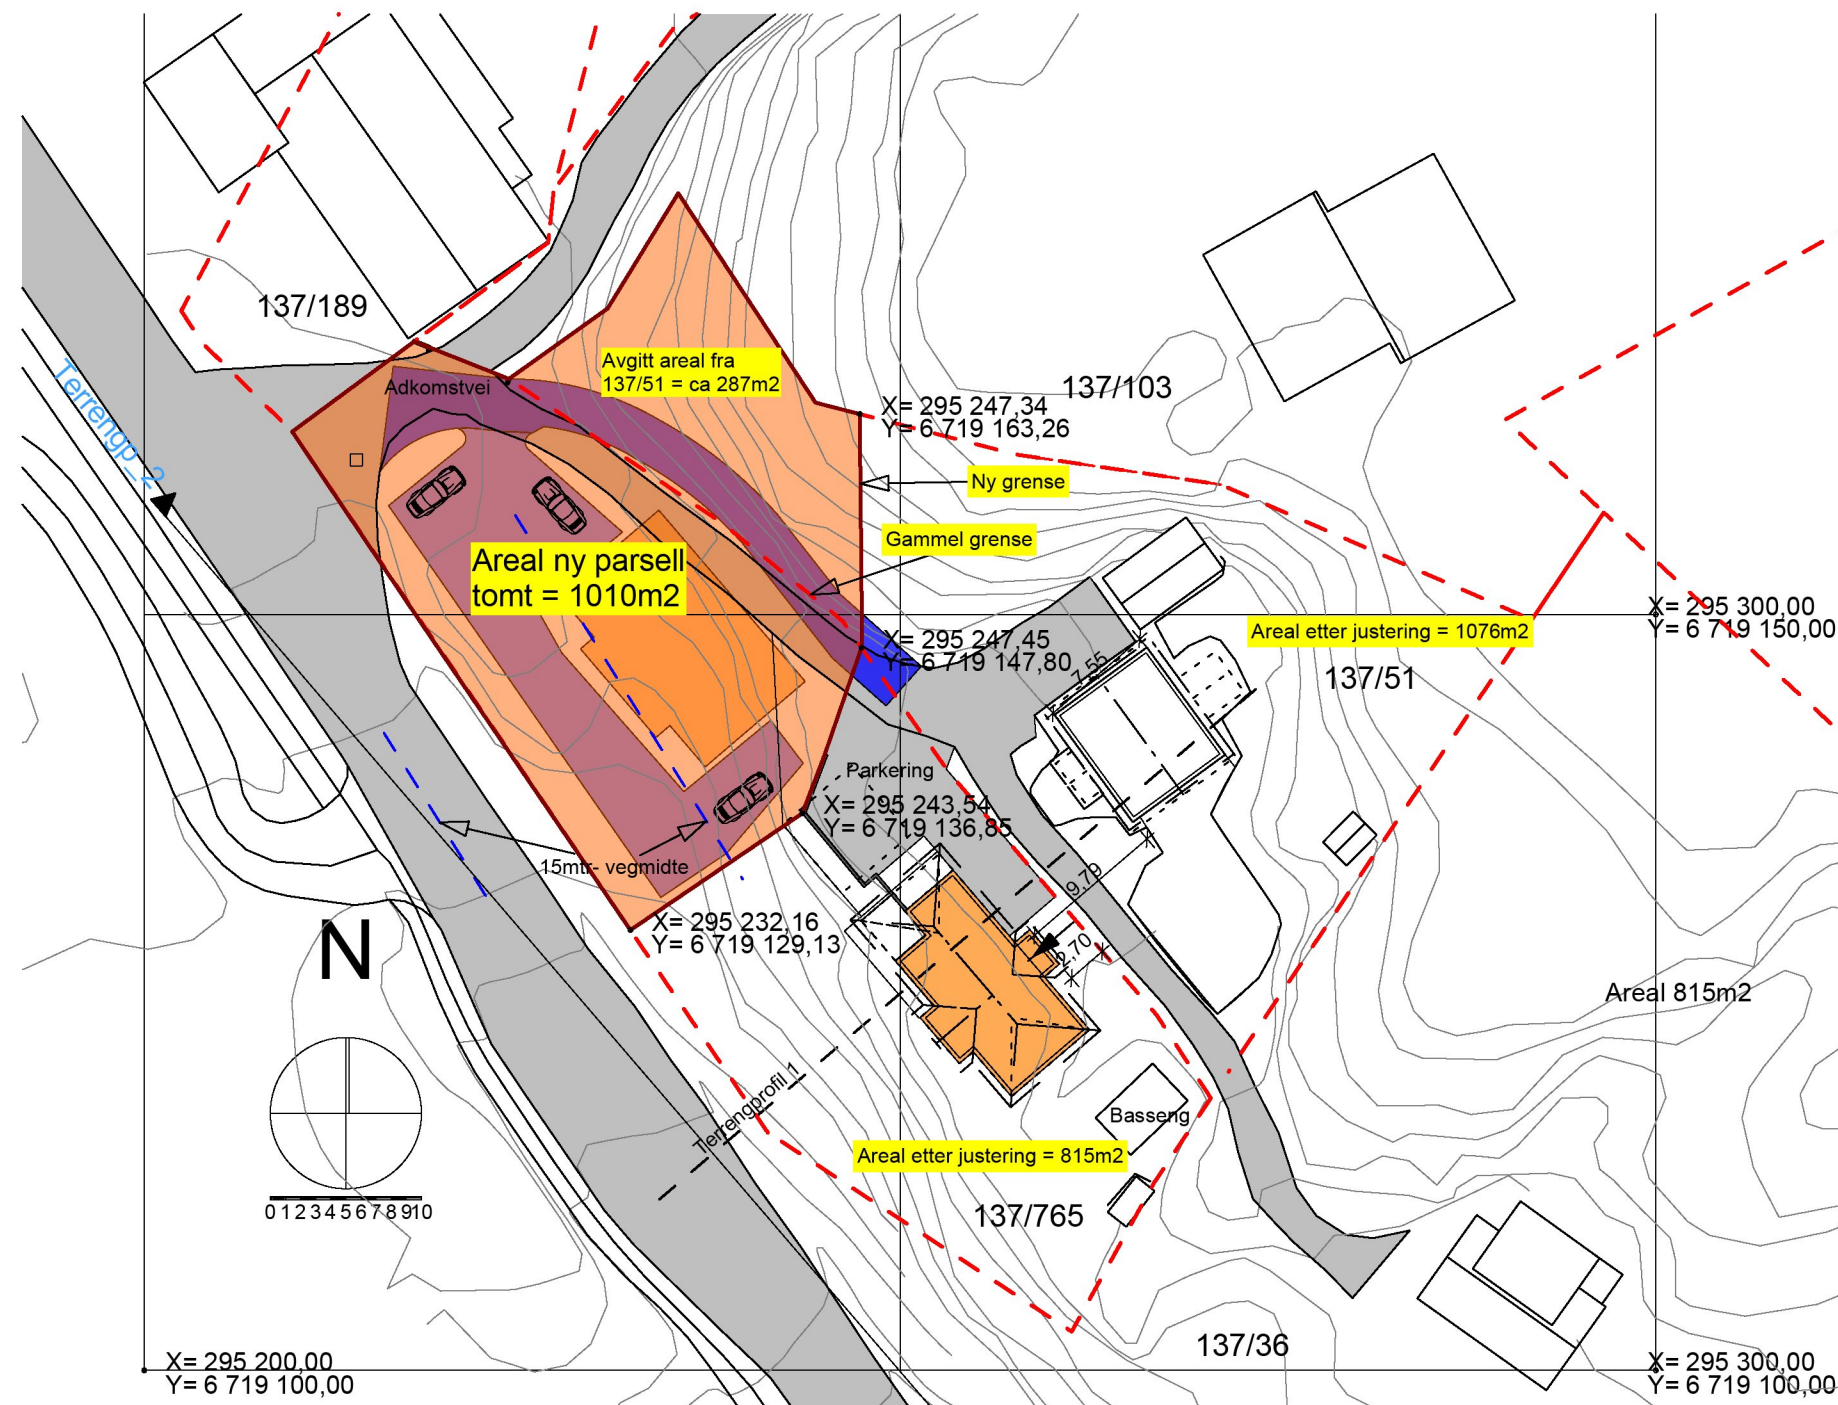 137/189
Terrengp_2
Adkomstvei
Avgitt areal fra
137/51 = ca 287m2
137/103
X= 295 247,34
Y= 6 719 163,26
Ny grense
Gammel grense
Areal ny parsell
tomt = 1010m2
X= 295 300,00
Y= 6 719 150,00
Areal etter justering = 1076m2
X= 295 247,45
Y= 6 719 147,80
7,55
137/51
Parkering
X= 295 243,54
Y= 6 719 136,85
15mtr- vegmidte
9,79
X= 295 232,16
Y= 6 719 129,13
N
2,70
Areal 815m2
Terrengprofil 1
Basseng
Areal etter justering = 815m2
0 1 2 3 4 5 6 7 8 9 10
137/765
137/36
X= 295 200,00
Y= 6 719 100,00
X= 295 300,00
Y= 6 719 100,00